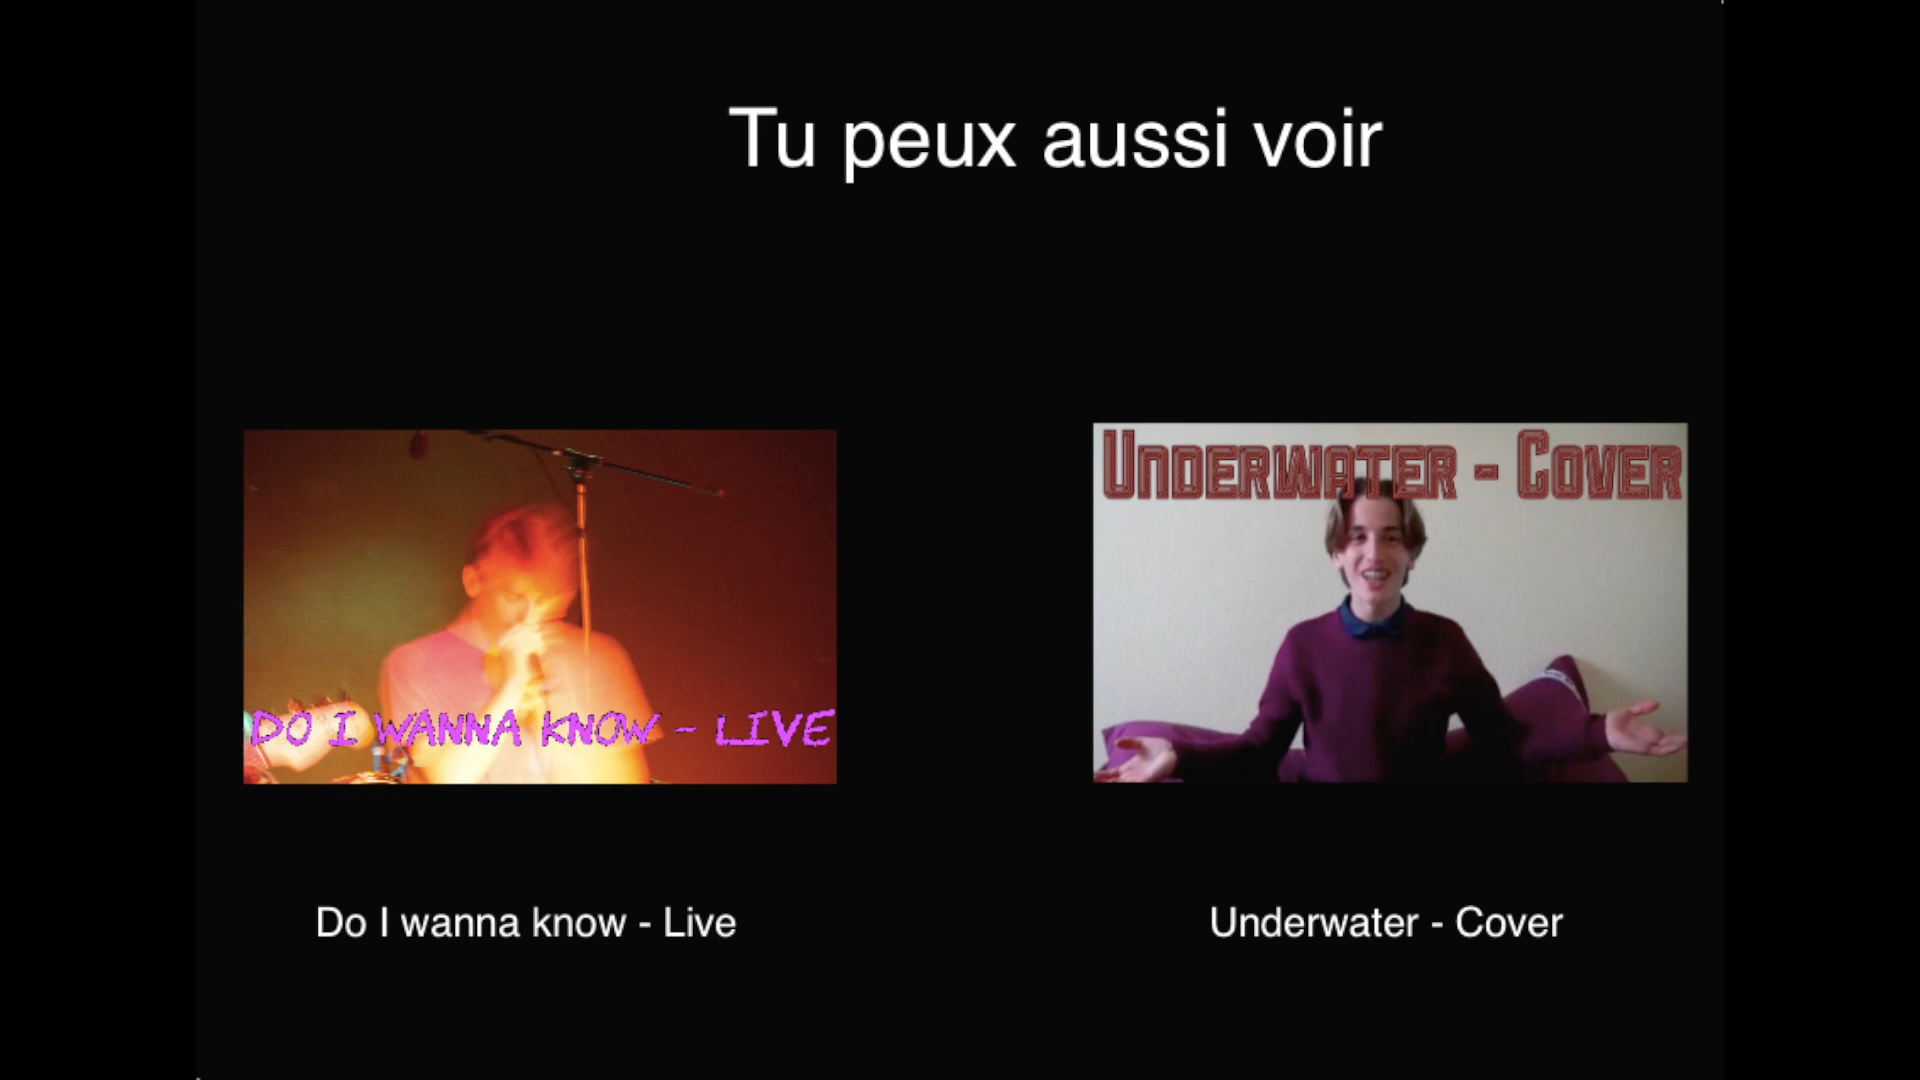 Tu peux aussi voir
DO I WANNA KNOW - LIVE
UNDERWATER - COVER
Do I wanna know - Live
Underwater - Cover